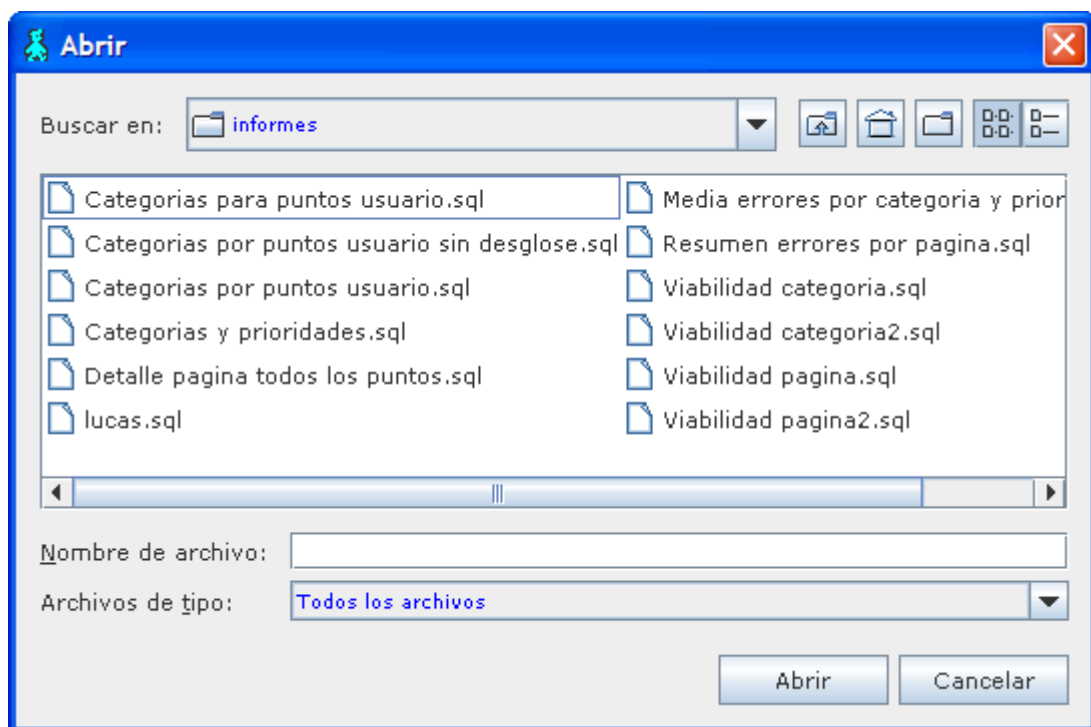 Abrir
Buscar en: informes
Categorias para puntos usuario.sql
Categorias por puntos usuario sin desglose.sql
Categorias por puntos usuario.sql
Categorias y prioridades.sql
Detalle pagina todos los puntos.sql
lucas.sql
Media errores por categoria y prior
Resumen errores por pagina.sql
Viabilidad categoria.sql
Viabilidad categoria2.sql
Viabilidad pagina.sql
Viabilidad pagina2.sql
Nombre de archivo:
Archivos de tipo: Todos los archivos
Abrir Cancelar